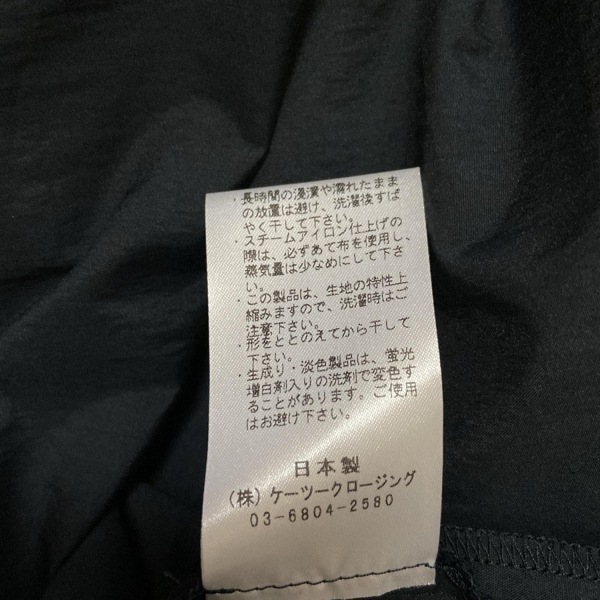 ・長時間の浸漬や濡れたまま
の放置は避け、洗濯後すば
やく干して下さい。
・スチームアイロン仕上げの
際は、必ずあて布を使用し、
蒸気量は少なめにして下さ
い。
・この製品は、生地の特性上
縮みますので、洗濯時はご
注意下さい。
・形をととのえてから干して
下さい。
・生成り・淡色製品は、蛍光
増白剤入りの洗剤で変色す
ることがあります。ご使用
はお避け下さい。
日本製
(株)ケーツークロージング
03-6804-2580